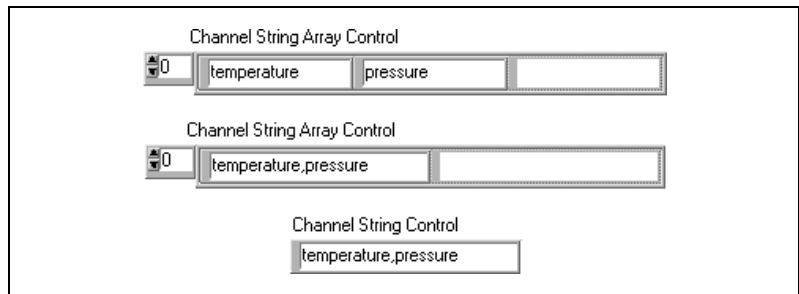 Channel String Array Control
0 temperature pressure
Channel String Array Control
0 temperature,pressure
Channel String Control
temperature,pressure